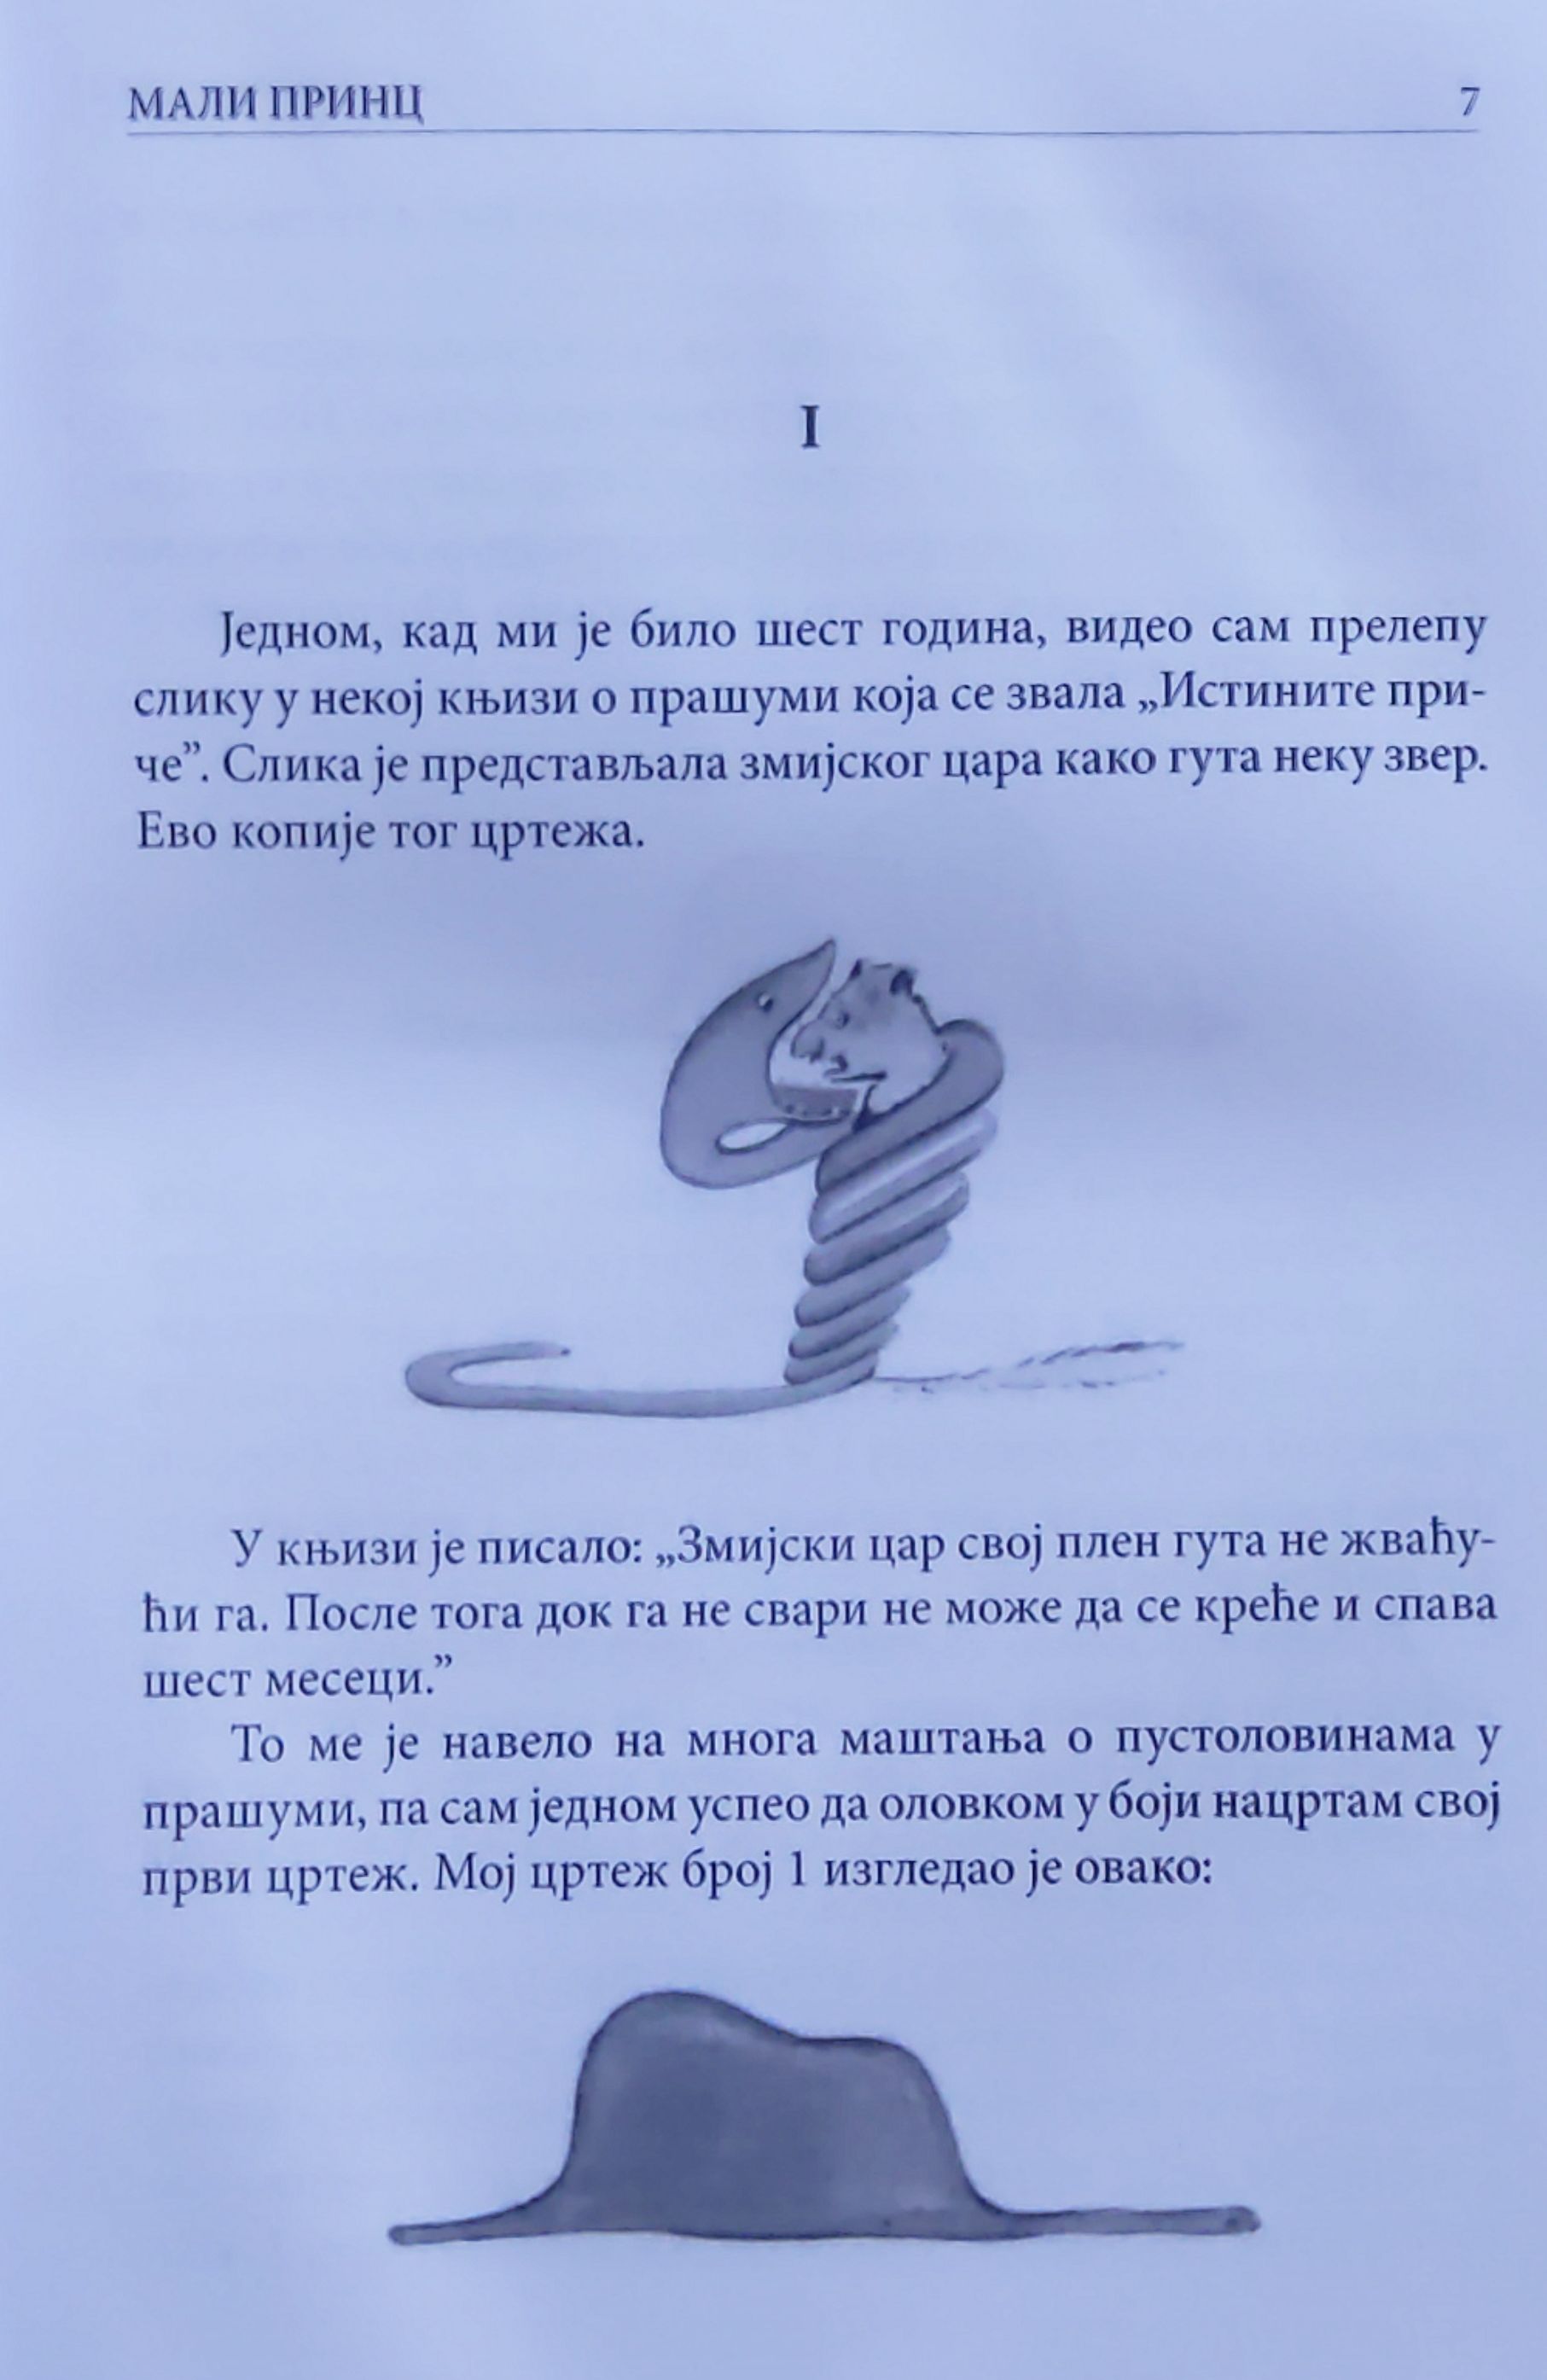 МАЛИ ПРИНЦ 7
I
Једном, кад ми је било шест година, видео сам прелепу
слику у некој књизи о прашуми која се звала „Истините при-
че”. Слика је представљала змијског цара како гута неку звер.
Ево копије тог цртежа.
У књизи је писало: „Змијски цар свој плен гута не жваћу-
ћи га. После тога док га не свари не може да се креће и спава
шест месеци.”
То ме је навело на многа маштања о пустоловинама у
прашуми, па сам једном успео да оловком у боји нацртам свој
први цртеж. Мој цртеж број 1 изгледао је овако: